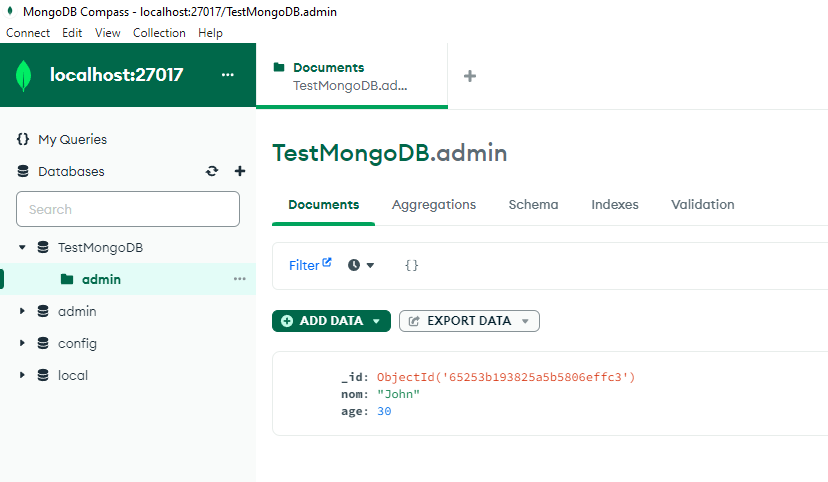 MongoDB Compass - localhost:27017/TestMongoDB.admin
Connect Edit View Collection Help
localhost:27017 ...
Documents
TestMongoDB.ad...
{} My Queries
Databases
Search
TestMongoDB
admin ...
admin
config
local
TestMongoDB.admin
Documents Aggregations Schema Indexes Validation
Filter {}
ADD DATA EXPORT DATA
_id: ObjectId('65253b193825a5b5806effc3')
nom: "John"
age: 30